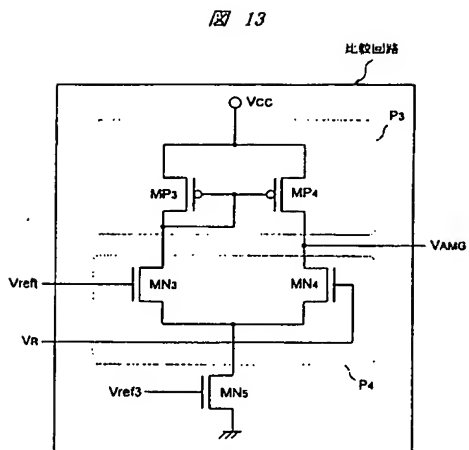 図 13
比較回路
VCC
P3
MP3
MP4
VAMG
Vreft
MN3
MN4
VR
P4
Vref3
MN5